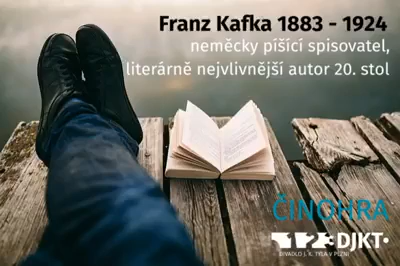 Franz Kafka 1883 - 1924
německy píšící spisovatel,
literárně nejvlivnější autor 20. stol
ČINOHRA
DJKT.
DIVADLO J. K. TYLA V PLZNI